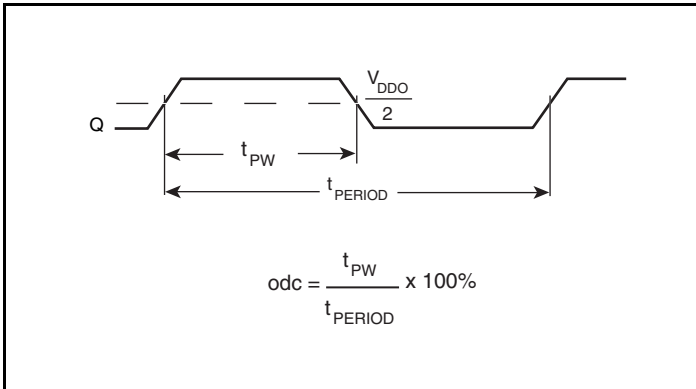 V_DDO
2
Q
t_PW
t_PERIOD
t_PW
odc = x 100%
t_PERIOD